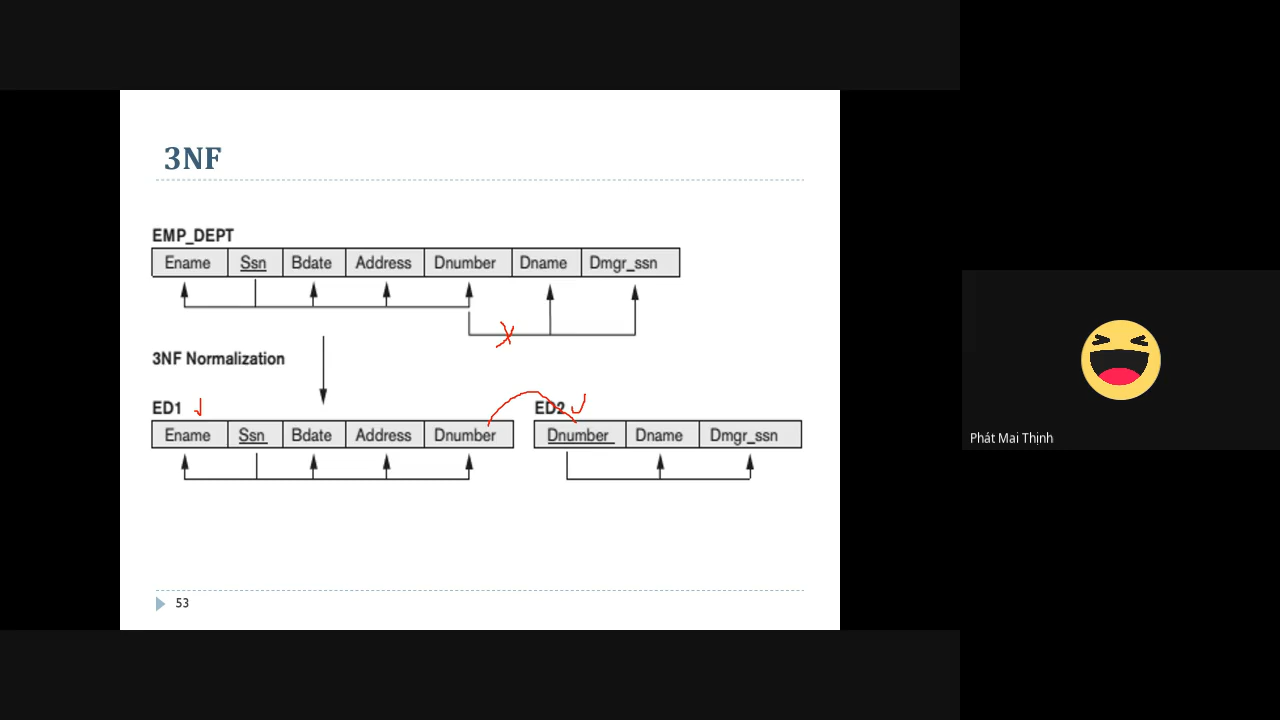 3NF
EMP_DEPT
Ename Ssn Bdate Address Dnumber Dname Dmgr_ssn
3NF Normalization
ED1 ED2
Ename Ssn Bdate Address Dnumber Dnumber Dname Dmgr_ssn
Phát Mai Thịnh
53